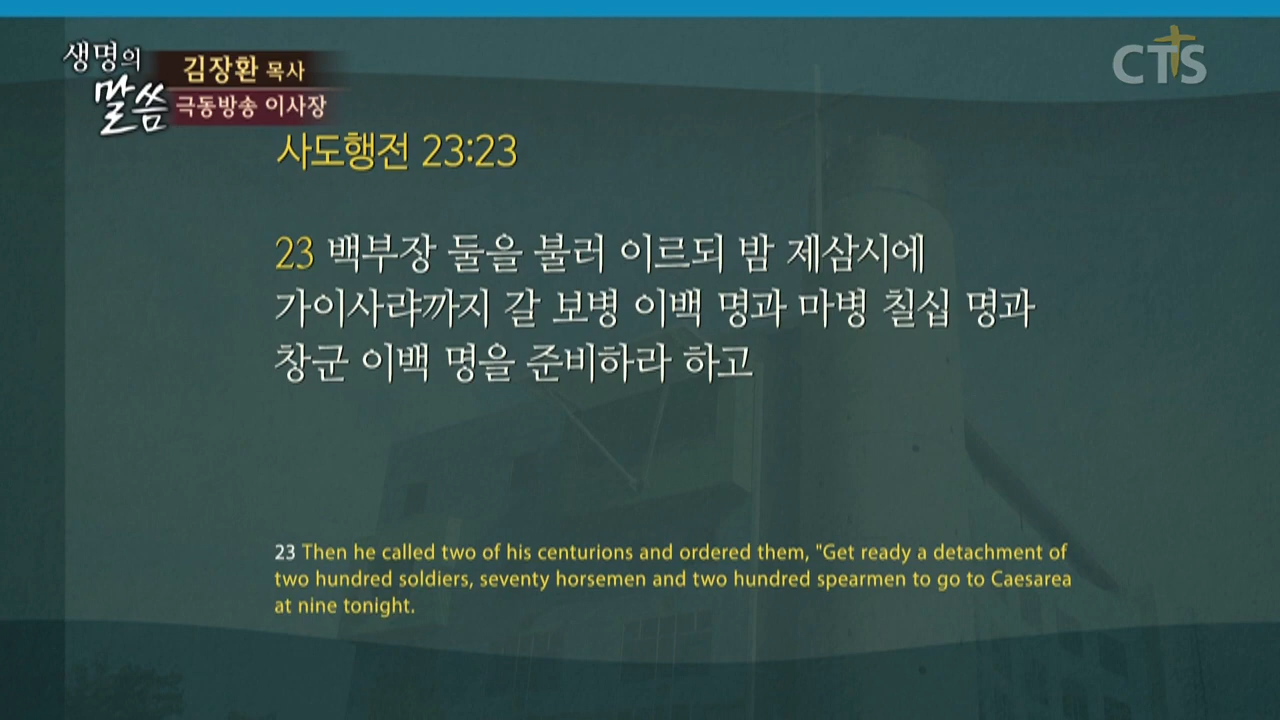 생명의
말씀
김장환 목사
극동방송 이사장
CTS
사도행전 23:23
23 백부장 둘을 불러 이르되 밤 제삼시에
가이사랴까지 갈 보병 이백 명과 마병 칠십 명과
창군 이백 명을 준비하라 하고
23 Then he called two of his centurions and ordered them, "Get ready a detachment of
two hundred soldiers, seventy horsemen and two hundred spearmen to go to Caesarea
at nine tonight.